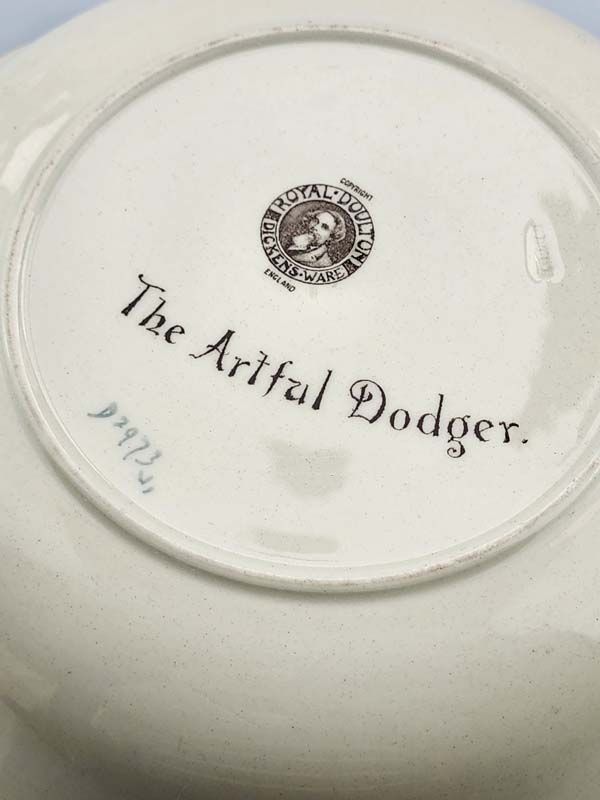 COPYRIGHT
ROYAL·DOULTON
DICKENS·WARE
ENGLAND
The Artful Dodger.
D2973